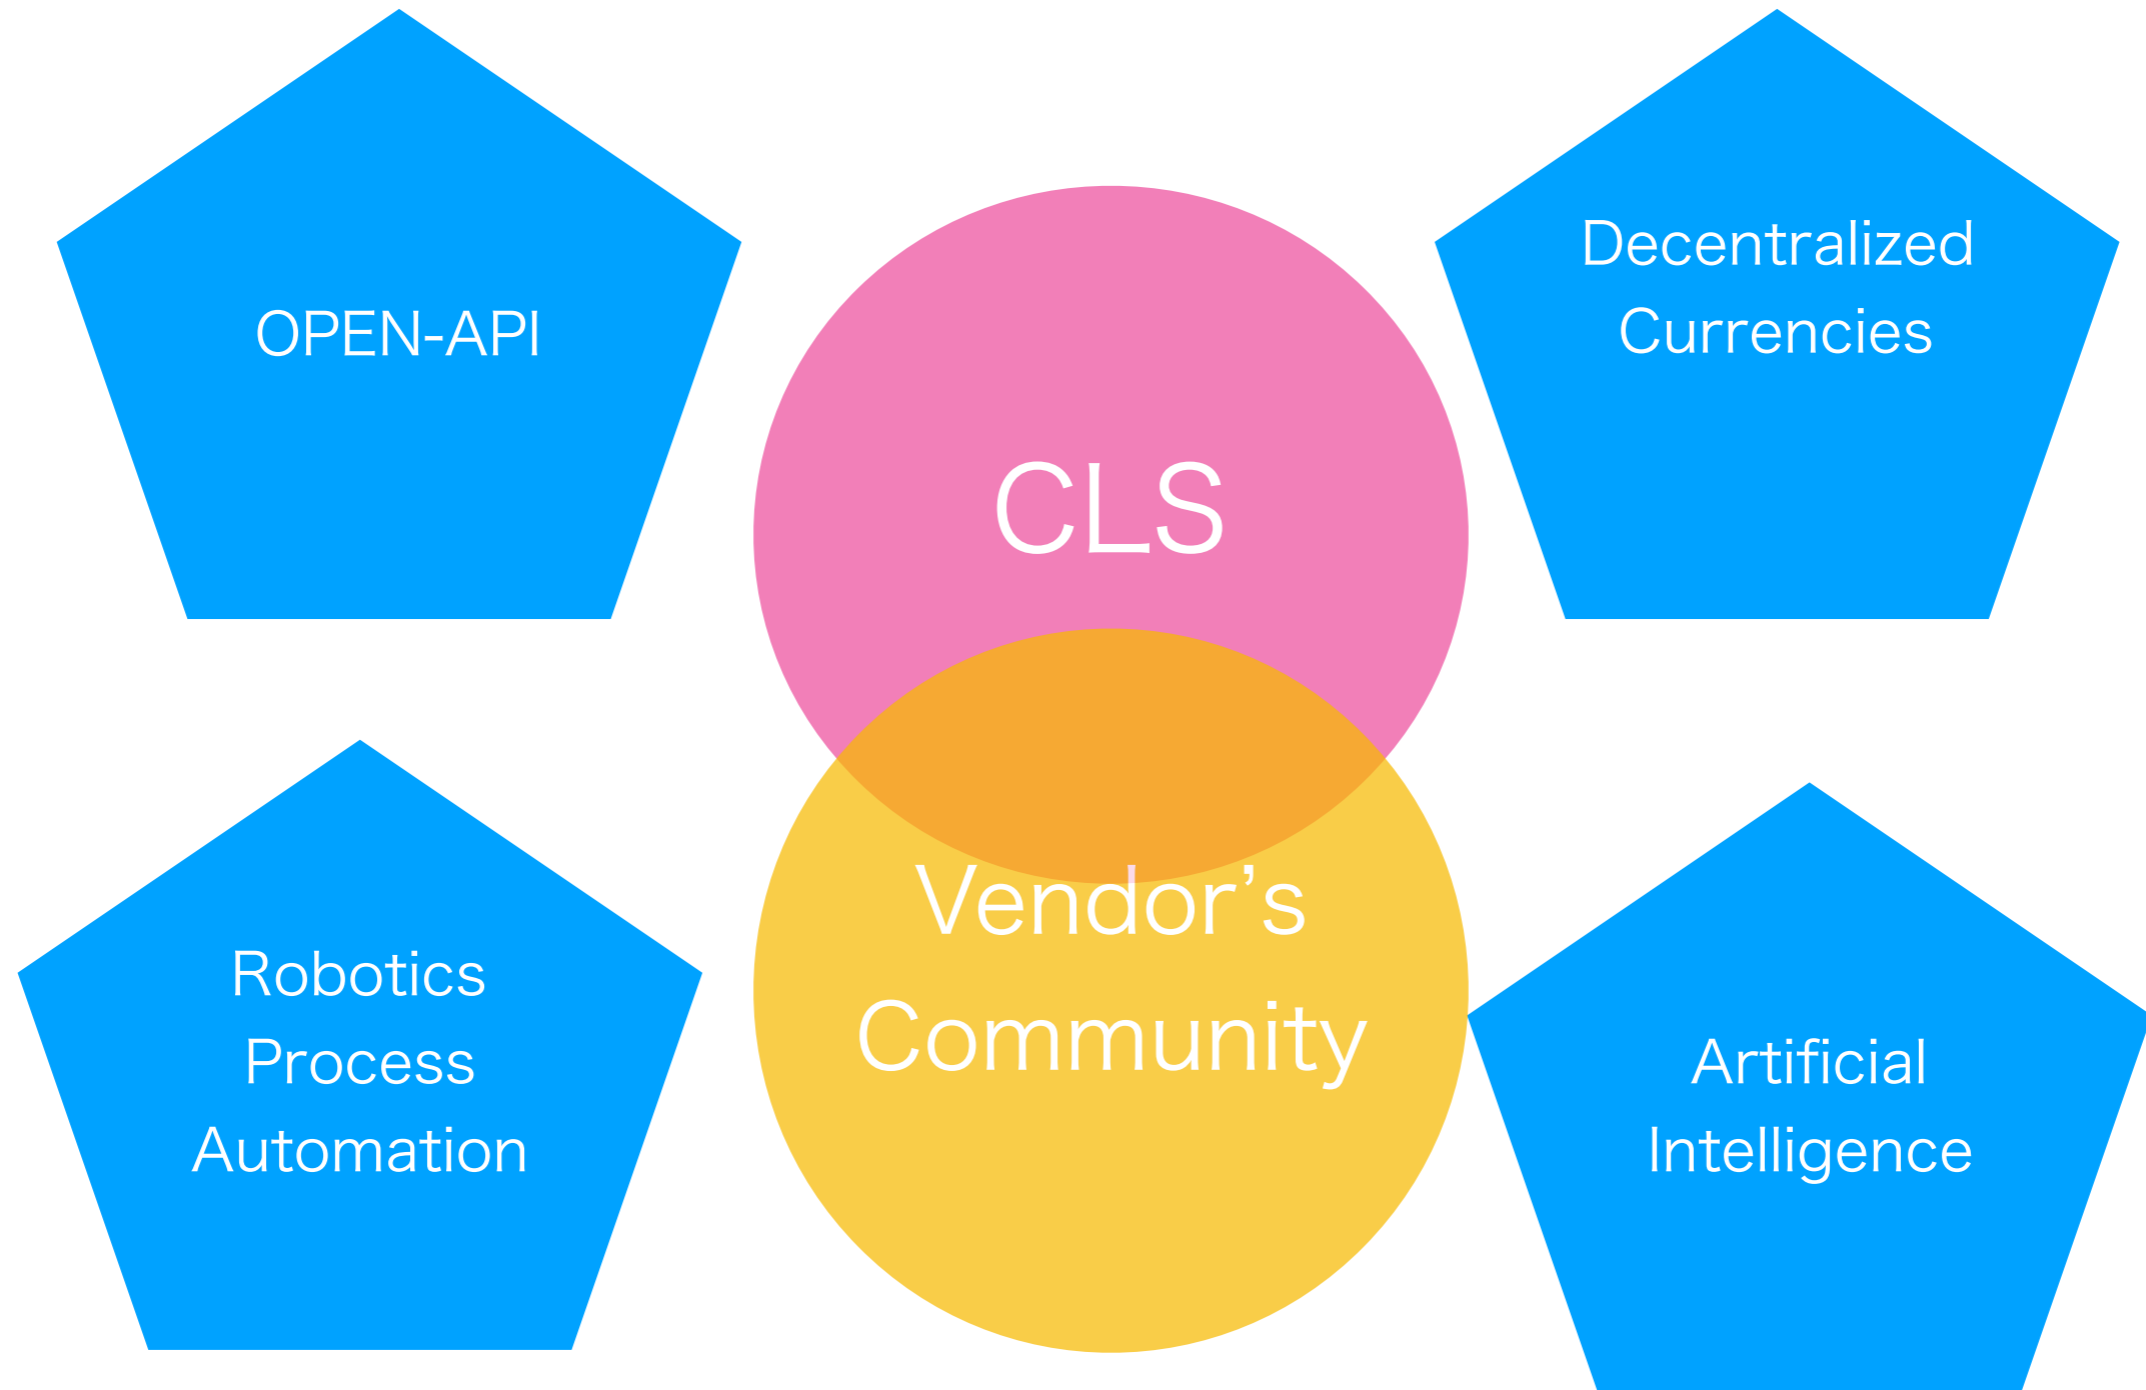 OPEN-API
Decentralized
Currencies
CLS
Vendor’s
Community
Robotics
Process
Automation
Artificial
Intelligence